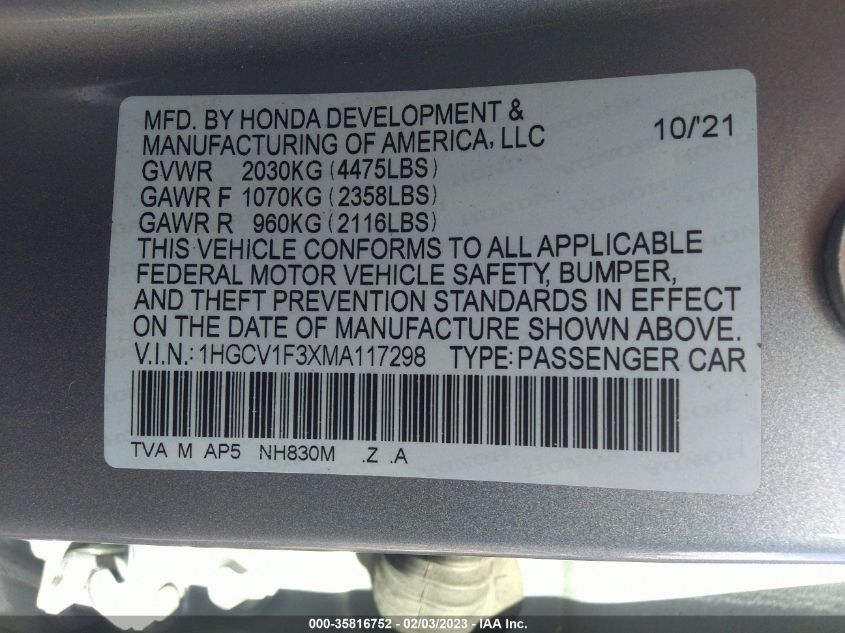 MFD. BY HONDA DEVELOPMENT &
MANUFACTURING OF AMERICA, LLC 10/'21
GVWR 2030KG (4475LBS)
GAWR F 1070KG (2358LBS)
GAWR R 960KG (2116LBS)
THIS VEHICLE CONFORMS TO ALL APPLICABLE
FEDERAL MOTOR VEHICLE SAFETY, BUMPER,
AND THEFT PREVENTION STANDARDS IN EFFECT
ON THE DATE OF MANUFACTURE SHOWN ABOVE.
V.I.N.: 1HGCV1F3XMA117298 TYPE: PASSENGER CAR
TVA M AP5 NH830M .Z .A
000-35816752 — 02/03/2023 — IAA Inc.